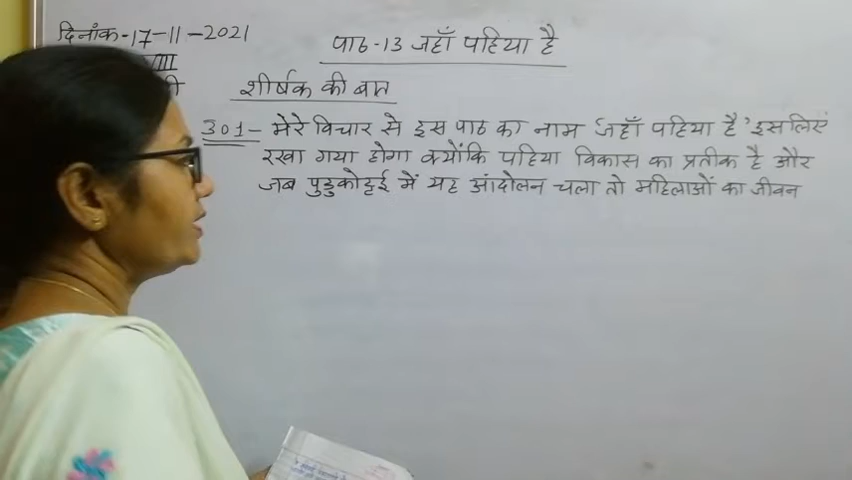 दिनांक-17-11-2021
पाठ-13 जहाँ पहिया है
VIII
शीर्षक की बात
उ01- मेरे विचार से इस पाठ का नाम 'जहाँ पहिया है' इसलिए
रखा गया होगा क्योंकि पहिया विकास का प्रतीक है और
जब पुडुकोट्टई में यह आंदोलन चला तो महिलाओं का जीवन